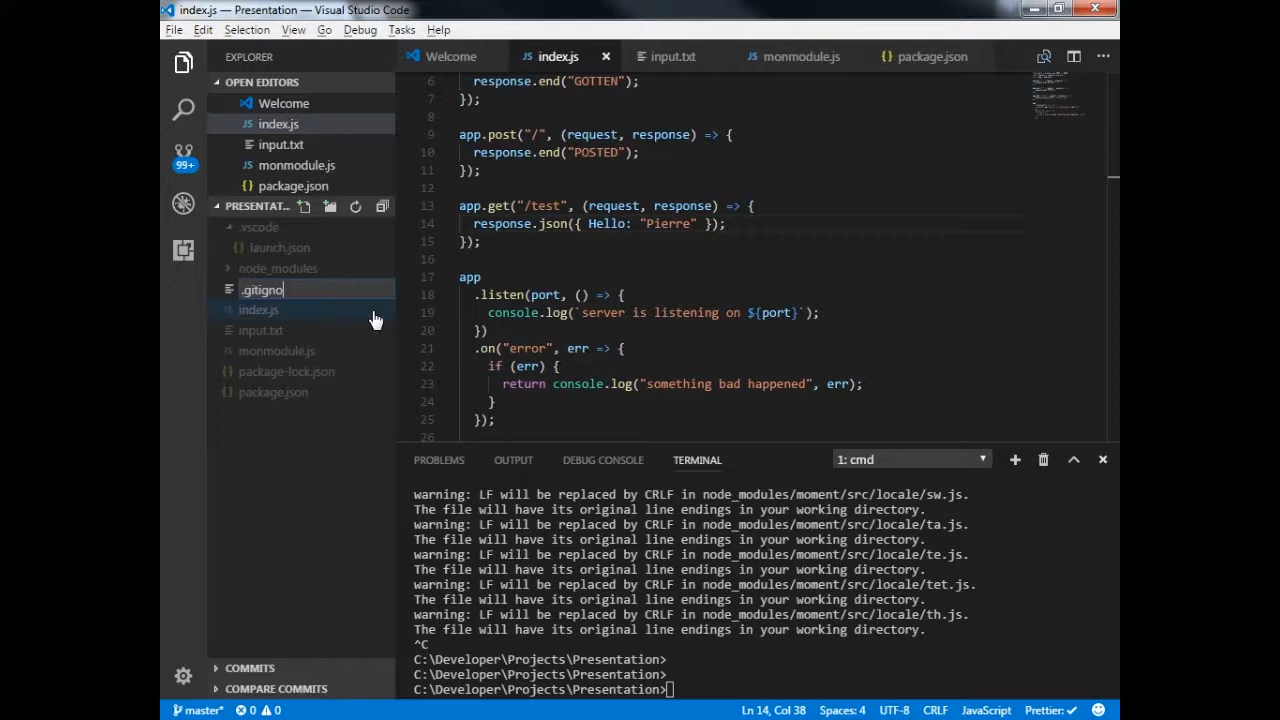 index.js — Presentation — Visual Studio Code
File Edit Selection View Go Debug Tasks Help
EXPLORER
Welcome
JS index.js
input.txt
JS monmodule.js
{} package.json
OPEN EDITORS
Welcome
JS index.js
input.txt
JS monmodule.js
{} package.json
PRESENTAT...
.vscode
{} launch.json
node_modules
.gitigno
index.js
input.txt
monmodule.js
{} package-lock.json
{} package.json
COMMITS
COMPARE COMMITS
99+
6 response.end("GOTTEN");
7 });
8
9 app.post("/", (request, response) => {
10 response.end("POSTED");
11 });
12
13 app.get("/test", (request, response) => {
14 response.json({ Hello: "Pierre" });
15 });
16
17 app
18 .listen(port, () => {
19 console.log(`server is listening on ${port}`);
20 })
21 .on("error", err => {
22 if (err) {
23 return console.log("something bad happened", err);
24 }
25 });
26
PROBLEMS OUTPUT DEBUG CONSOLE TERMINAL 1: cmd
warning: LF will be replaced by CRLF in node_modules/moment/src/locale/sw.js.
The file will have its original line endings in your working directory.
warning: LF will be replaced by CRLF in node_modules/moment/src/locale/ta.js.
The file will have its original line endings in your working directory.
warning: LF will be replaced by CRLF in node_modules/moment/src/locale/te.js.
The file will have its original line endings in your working directory.
warning: LF will be replaced by CRLF in node_modules/moment/src/locale/tet.js.
The file will have its original line endings in your working directory.
warning: LF will be replaced by CRLF in node_modules/moment/src/locale/th.js.
The file will have its original line endings in your working directory.
^C
C:\Developer\Projects\Presentation>
C:\Developer\Projects\Presentation>
C:\Developer\Projects\Presentation>
master* 0 0 Ln 14, Col 38 Spaces: 4 UTF-8 CRLF JavaScript Prettier: ✓